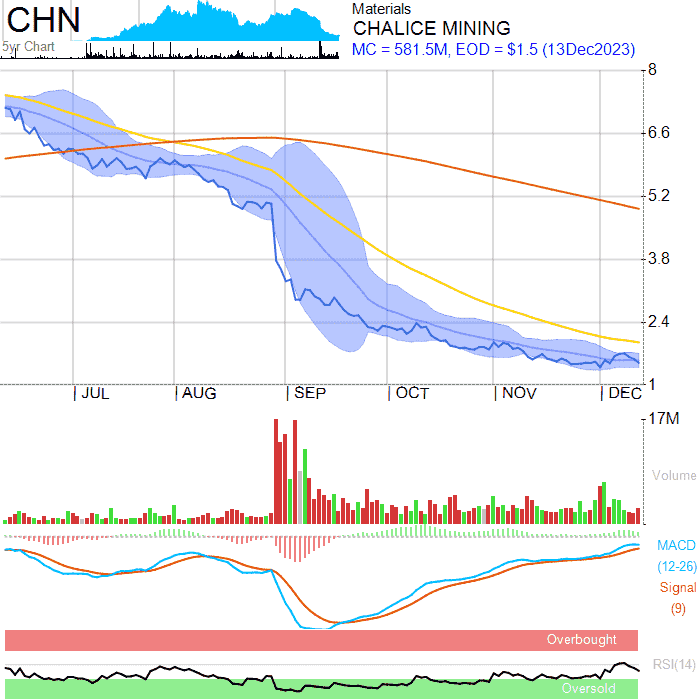 CHN
5yr Chart
Materials
CHALICE MINING
MC = 581.5M, EOD = $1.5 (13Dec2023)
8
6.6
5.2
3.8
2.4
1
JUL
AUG
SEP
OCT
NOV
DEC
17M
Volume
MACD
(12-26)
Signal
(9)
Overbought
RSI(14)
Oversold